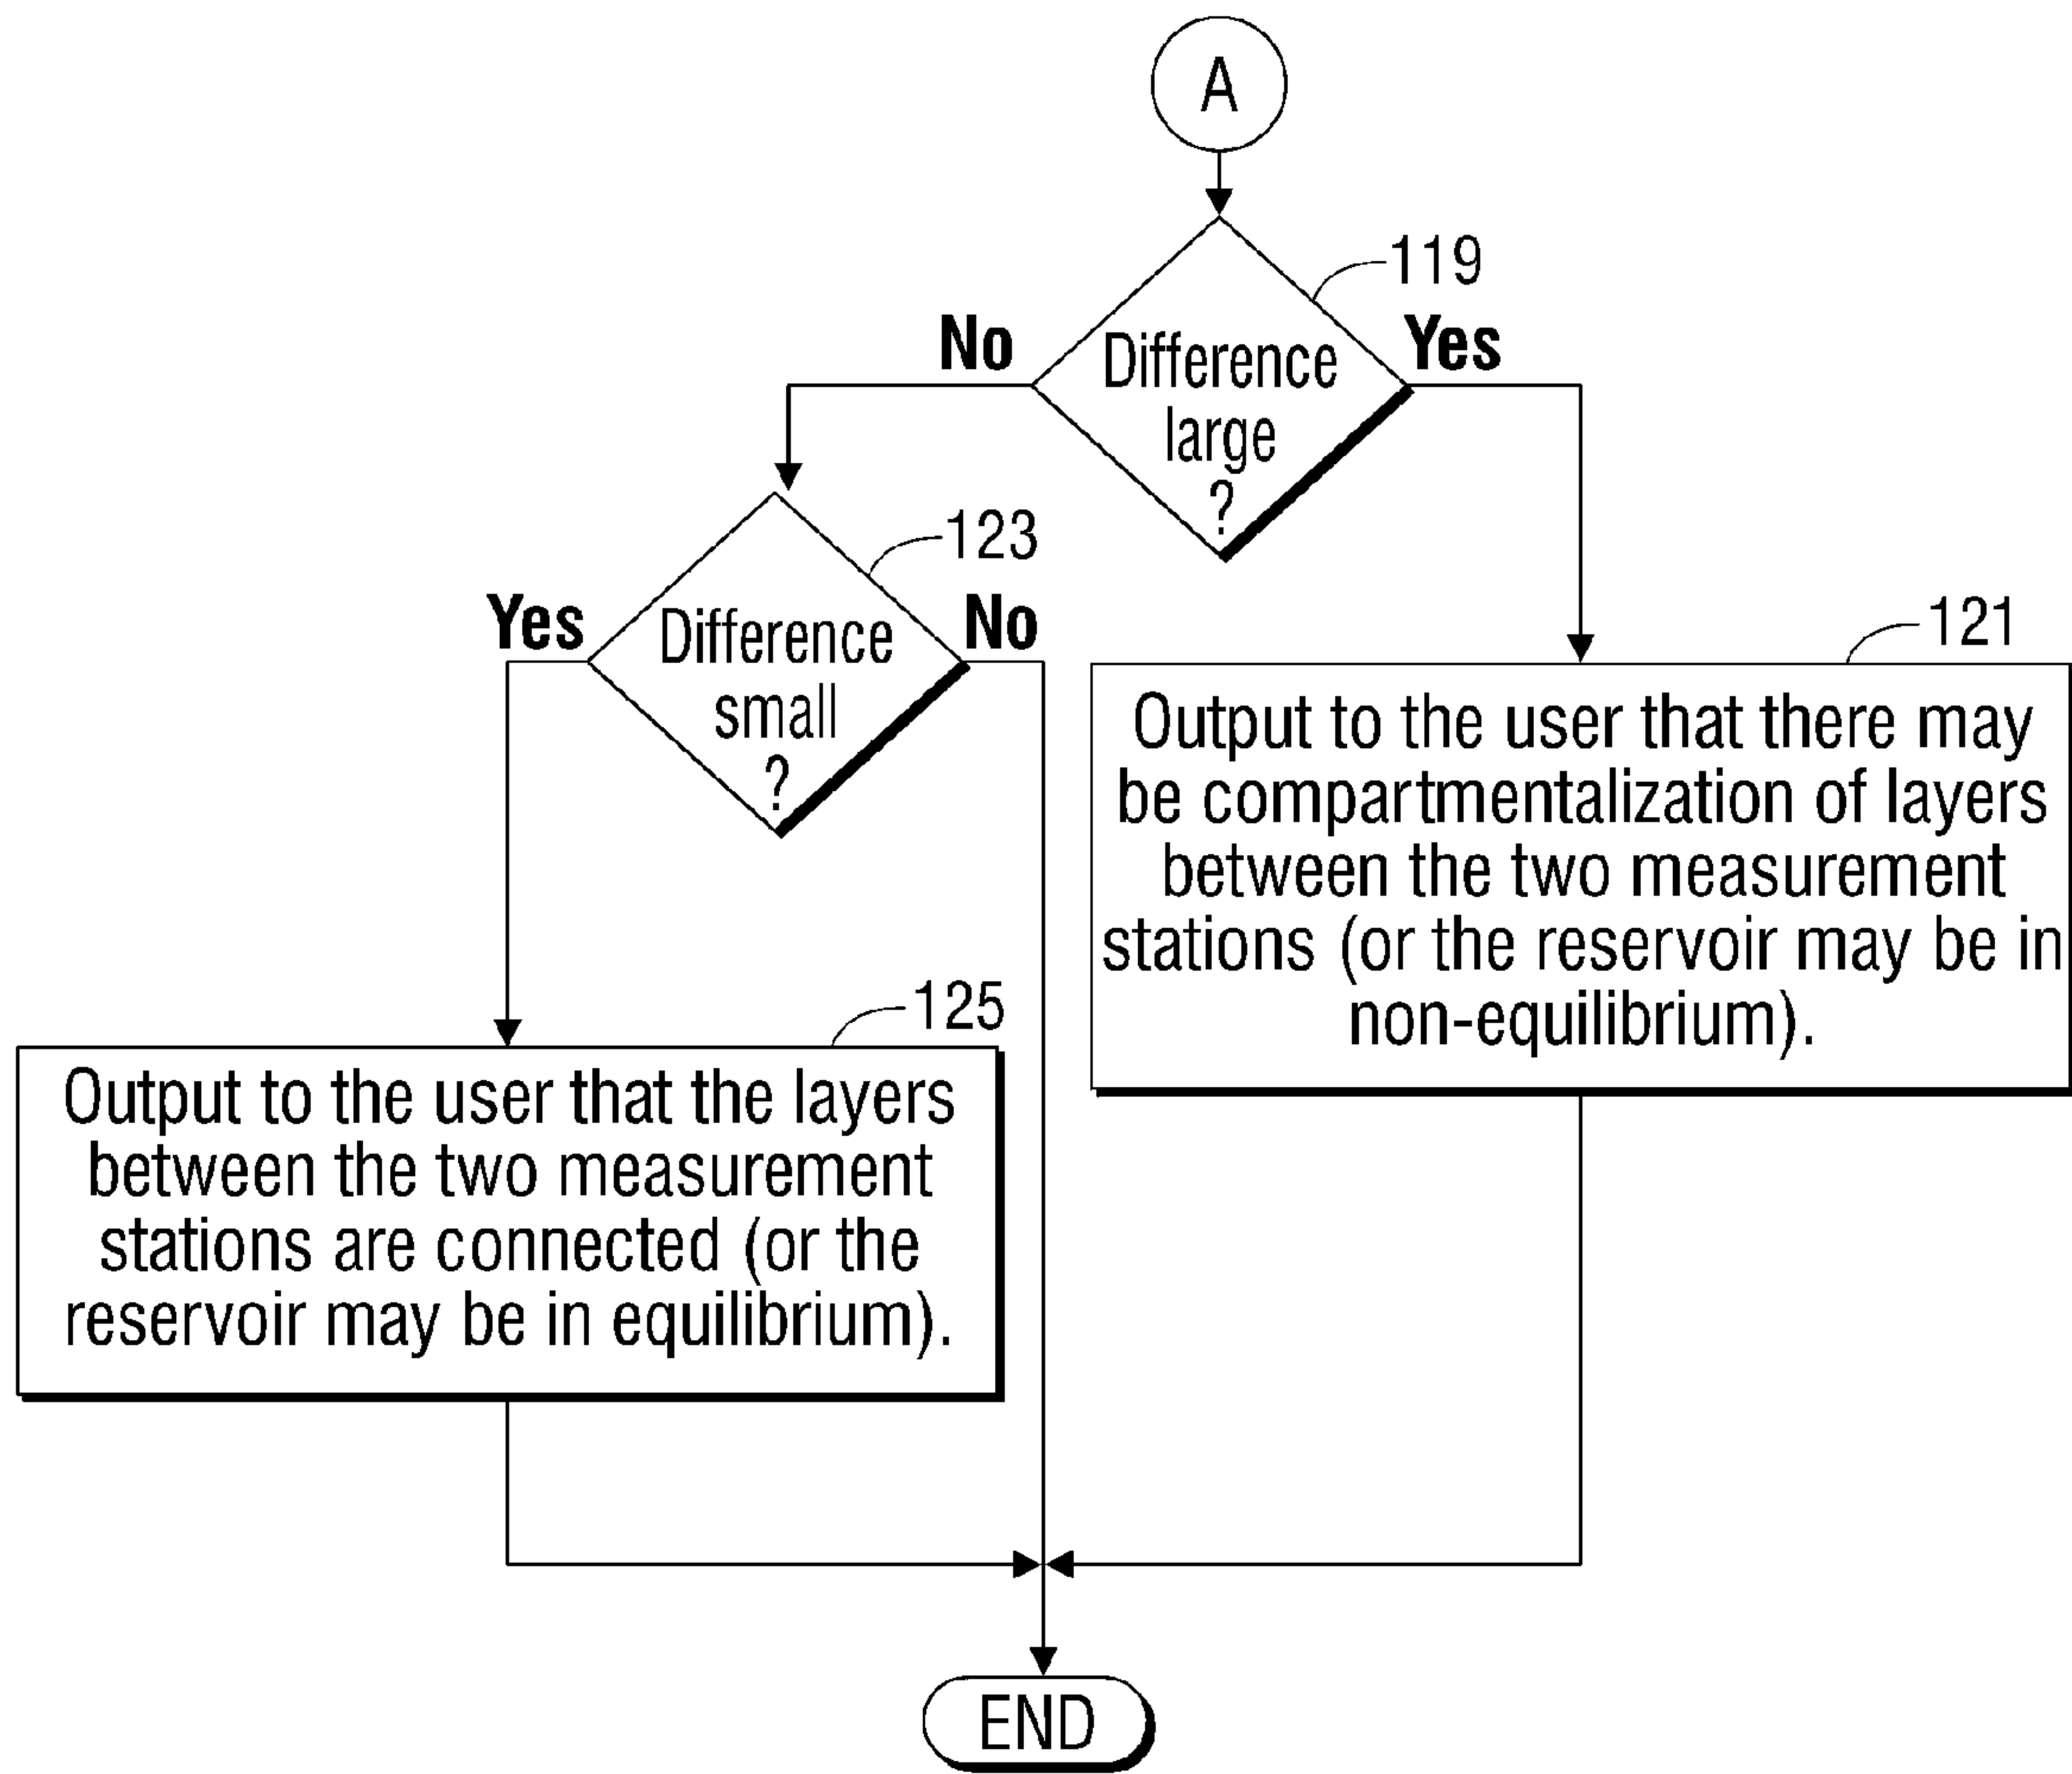 A
119
No
Yes
Difference
large
?
123
Yes
No
Difference
small
?
121
Output to the user that there may
be compartmentalization of layers
between the two measurement
stations (or the reservoir may be in
non-equilibrium).
125
Output to the user that the layers
between the two measurement
stations are connected (or the
reservoir may be in equilibrium).
END